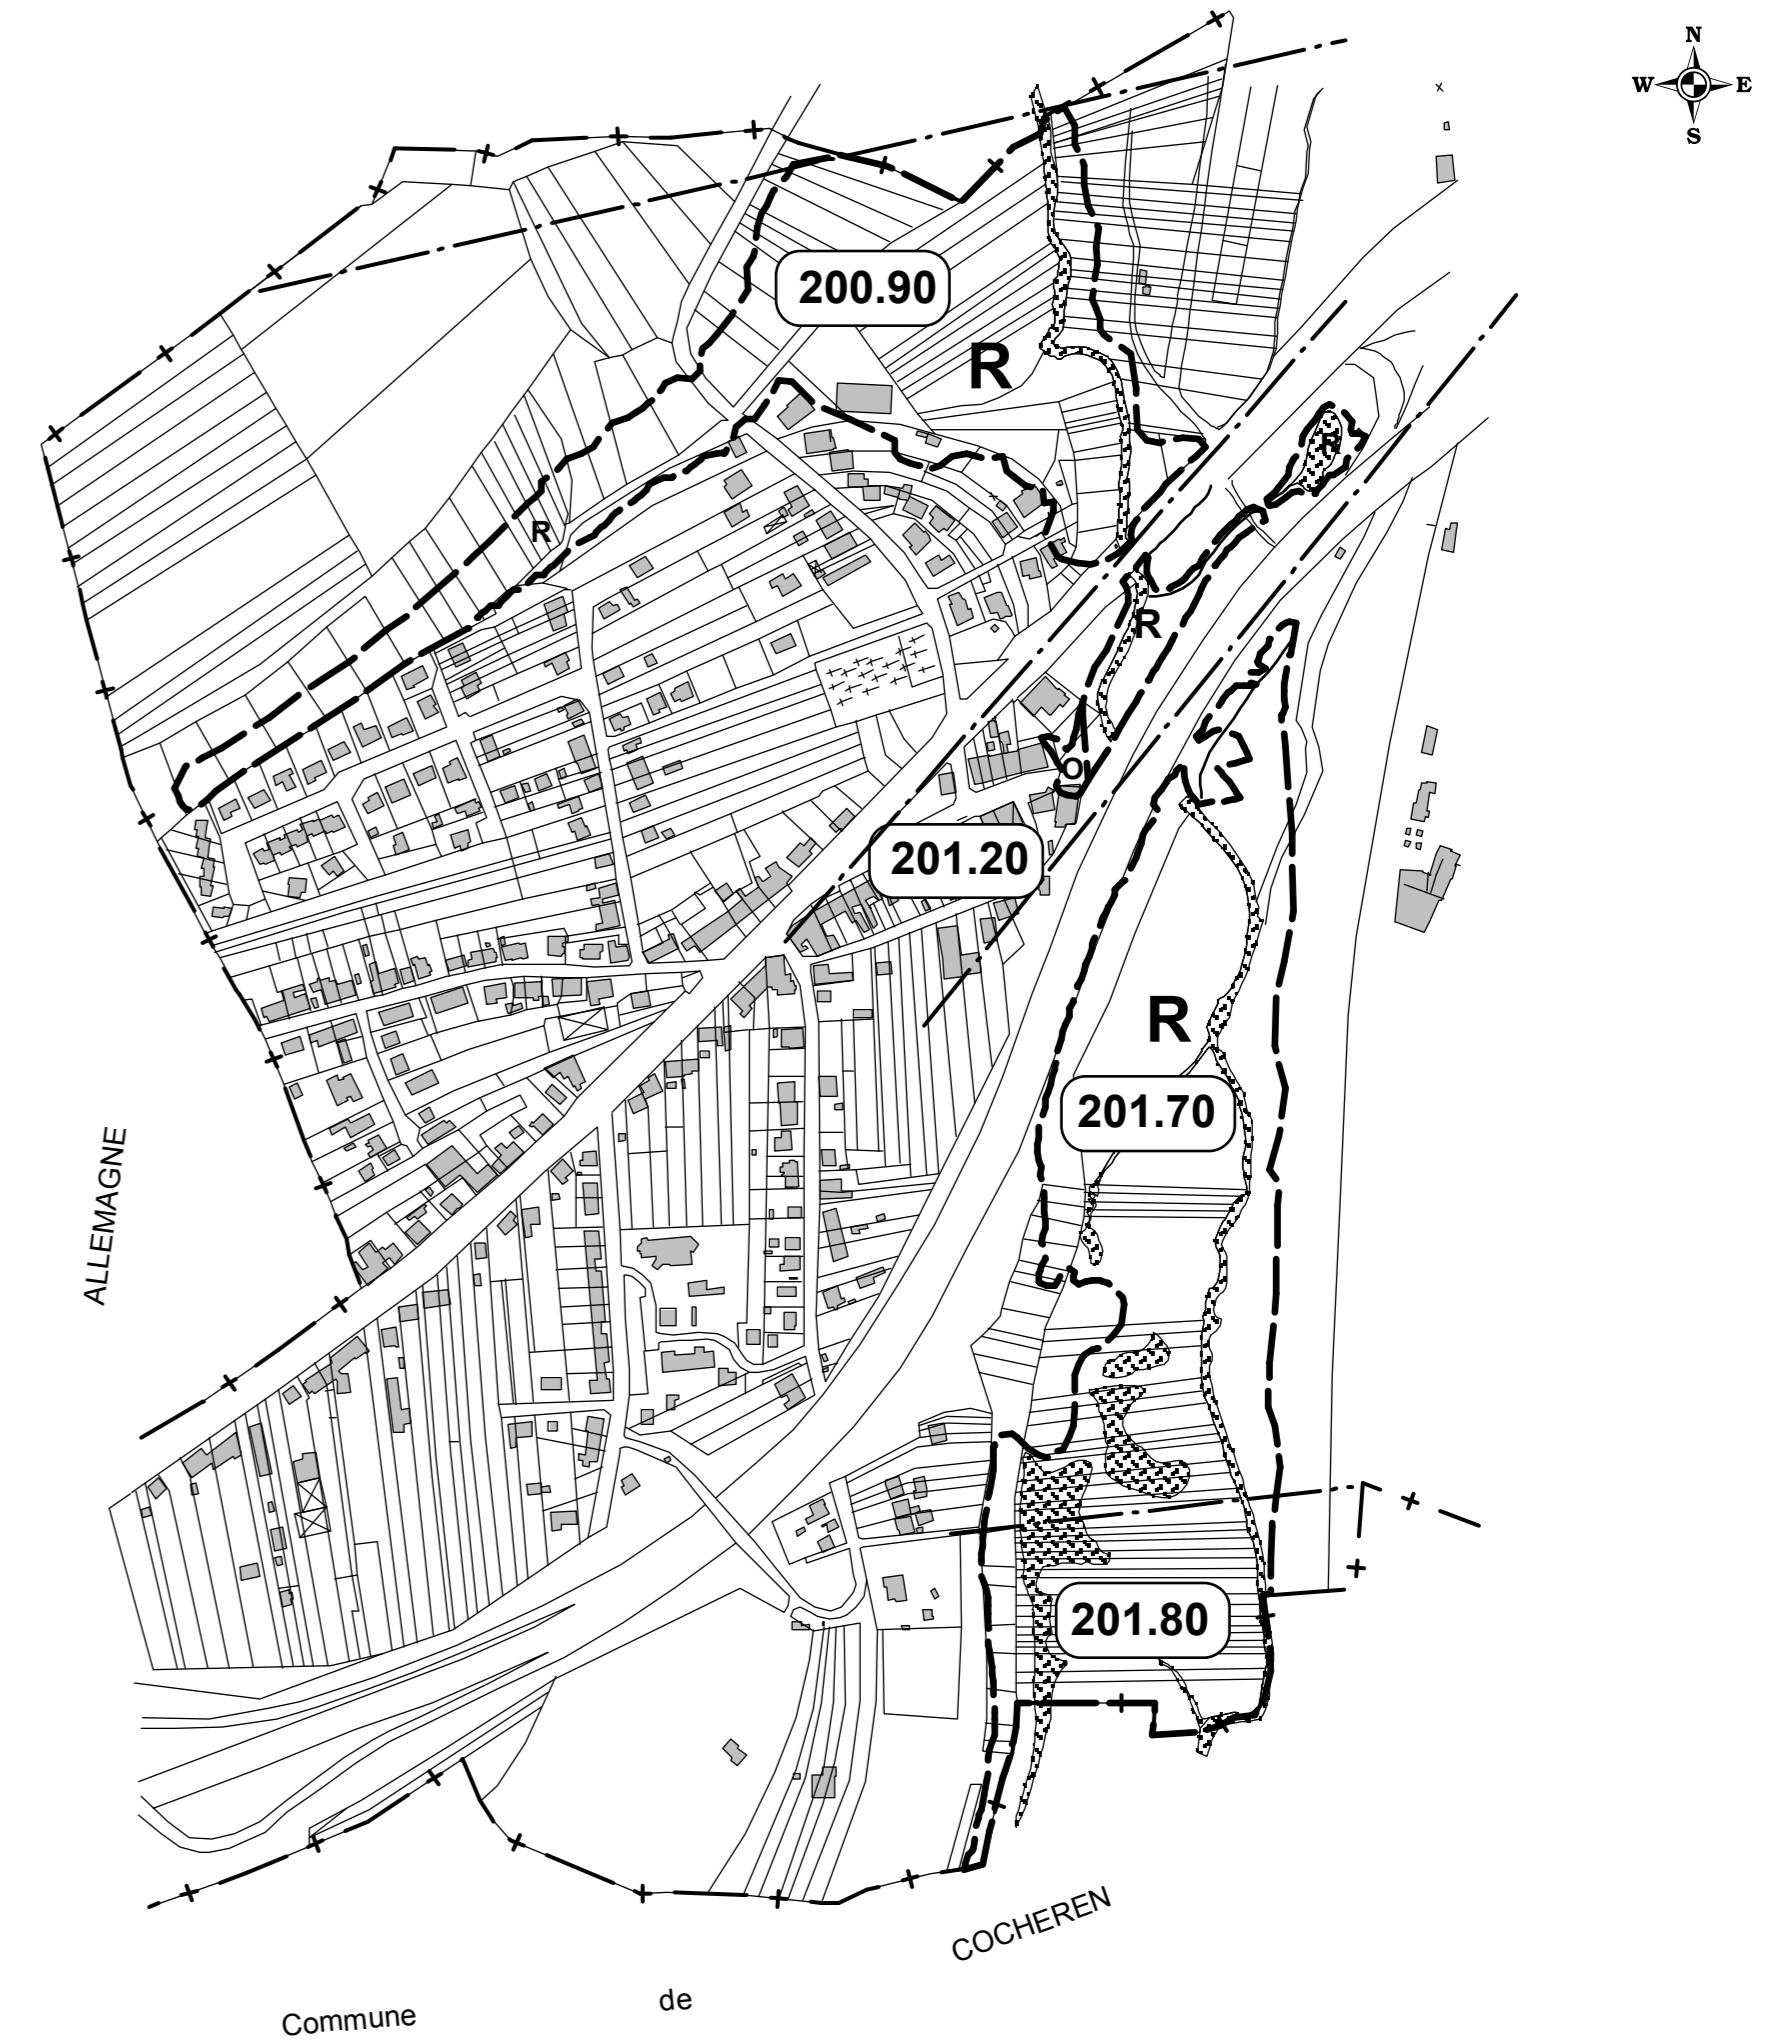 N
W E
S
200.90
R
R
R
R
O
201.20
R
201.70
ALLEMAGNE
201.80
COCHEREN
de
Commune